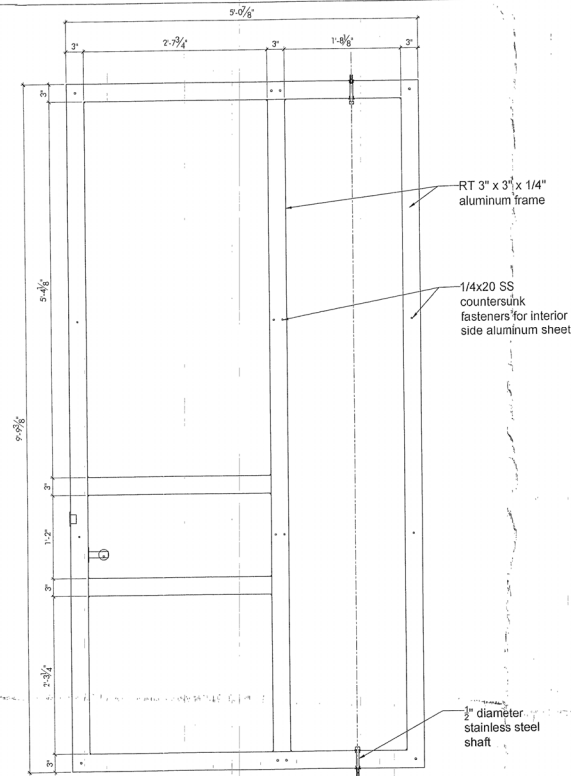 5'-0⅞"
3"
2'-7¾"
3"
1'-8⅛"
3"
3"
5'-4⅛"
9'-9⅜"
3"
1'-2"
3"
2'-3¼"
3"
RT 3" x 3" x 1/4"
aluminum frame
1/4x20 SS
countersunk
fasteners for interior
side aluminum sheet
½" diameter
stainless steel
shaft